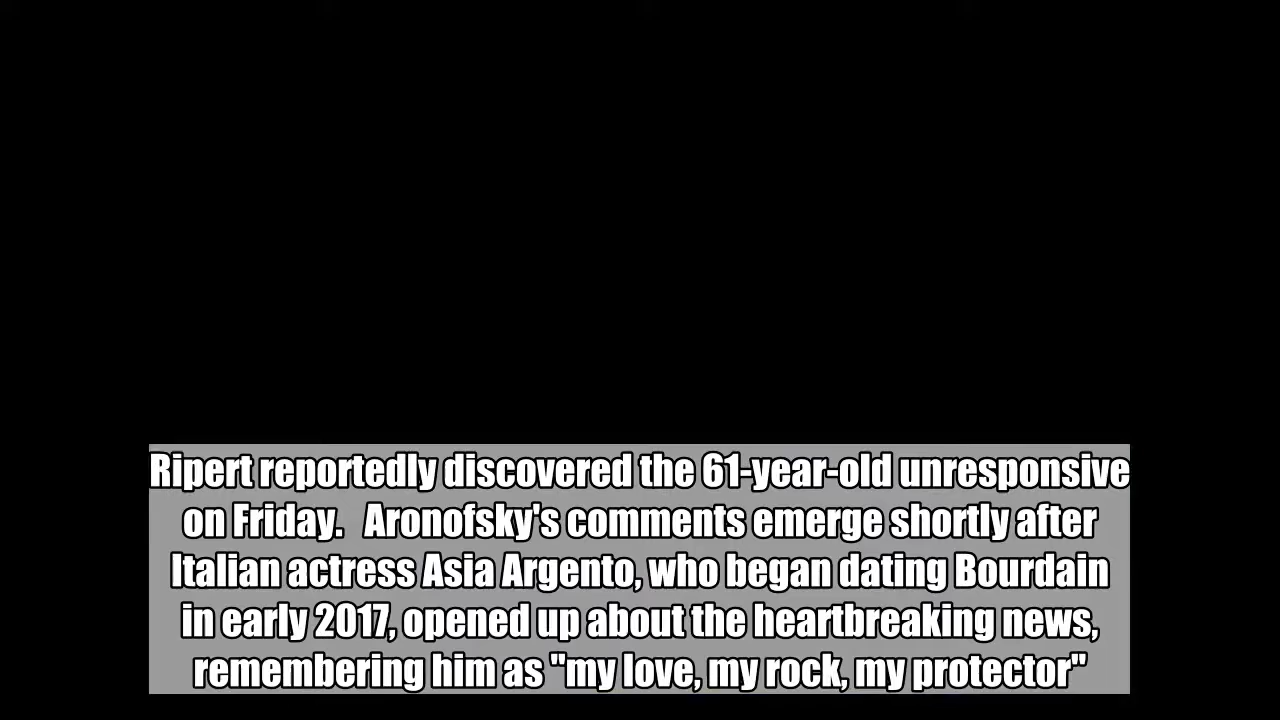 Ripert reportedly discovered the 61-year-old unresponsive
on Friday.   Aronofsky's comments emerge shortly after
Italian actress Asia Argento, who began dating Bourdain
in early 2017, opened up about the heartbreaking news,
remembering him as "my love, my rock, my protector"